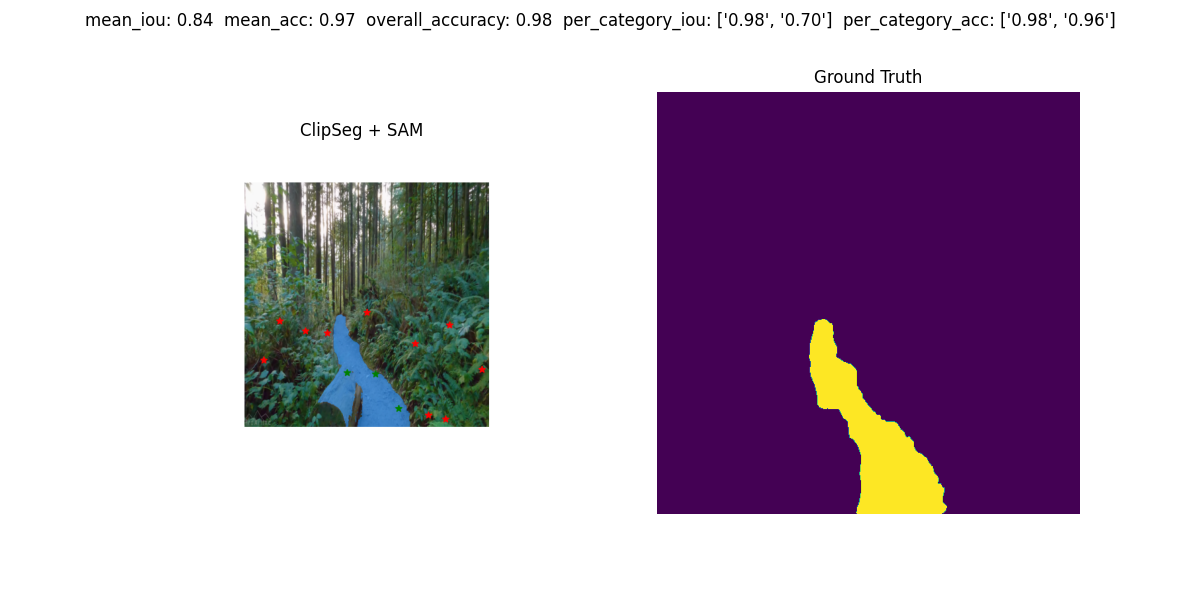 mean_iou: 0.84  mean_acc: 0.97  overall_accuracy: 0.98  per_category_iou: ['0.98', '0.70']  per_category_acc: ['0.98', '0.96']
Ground Truth
ClipSeg + SAM